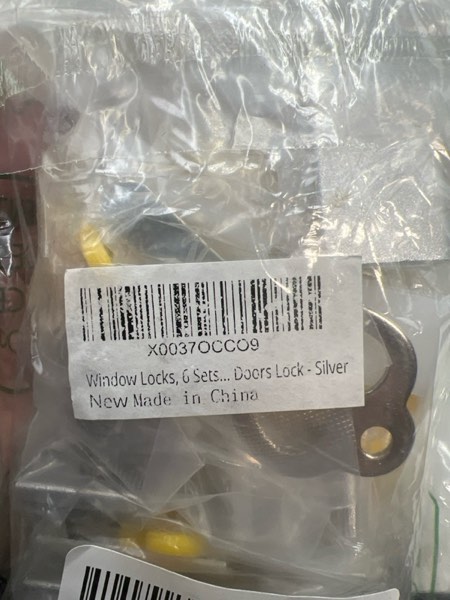 X0037OCCO9
Window Locks, 6 Sets... Doors Lock - Silver
New Made in China